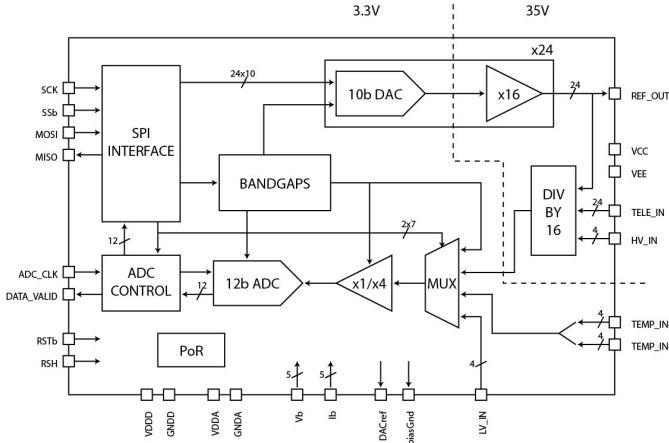 3.3V
35V
x24
24x10
SCK
SSb
MOSI
MISO
SPI
INTERFACE
10b DAC
x16
24
REF_OUT
VCC
VEE
BANDGAPS
DIV
BY
16
24
TELE_IN
4
HV_IN
12
2x7
ADC_CLK
DATA_VALID
ADC
CONTROL
12
12b ADC
x1/x4
MUX
4
TEMP_IN
4
TEMP_IN
RSTb
RSH
PoR
5
5
4
VDDD
GNDD
VDDA
GNDA
Vb
Ib
DACref
biasGnd
LV_IN